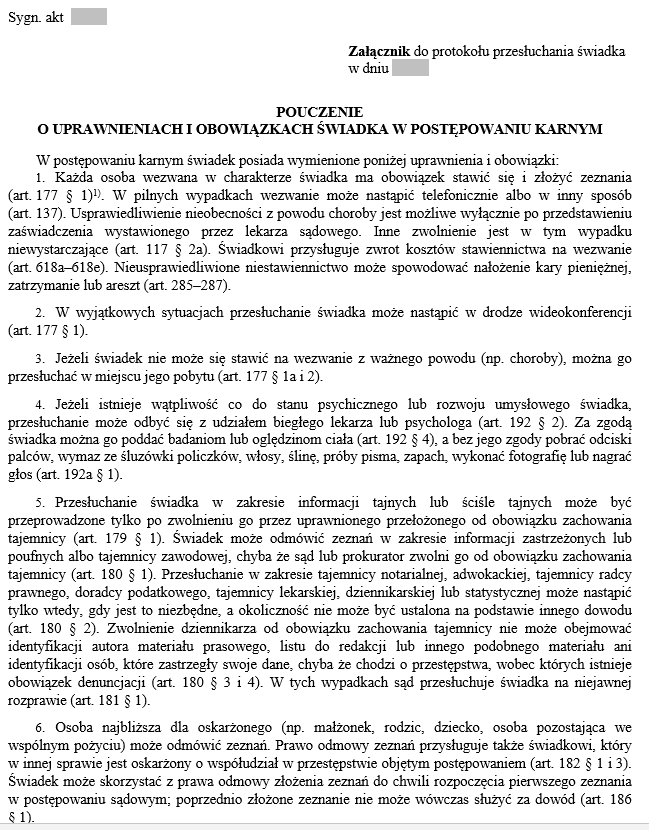 Sygn. akt
Załącznik do protokołu przesłuchania świadka
w dniu
POUCZENIE
O UPRAWNIENIACH I OBOWIĄZKACH ŚWIADKA W POSTĘPOWANIU KARNYM
W postępowaniu karnym świadek posiada wymienione poniżej uprawnienia i obowiązki:
1. Każda osoba wezwana w charakterze świadka ma obowiązek stawić się i złożyć zeznania
(art. 177 § 1)¹⁾. W pilnych wypadkach wezwanie może nastąpić telefonicznie albo w inny sposób
(art. 137). Usprawiedliwienie nieobecności z powodu choroby jest możliwe wyłącznie po przedstawieniu
zaświadczenia wystawionego przez lekarza sądowego. Inne zwolnienie jest w tym wypadku
niewystarczające (art. 117 § 2a). Świadkowi przysługuje zwrot kosztów stawiennictwa na wezwanie
(art. 618a–618e). Nieusprawiedliwione niestawiennictwo może spowodować nałożenie kary pieniężnej,
zatrzymanie lub areszt (art. 285–287).
2. W wyjątkowych sytuacjach przesłuchanie świadka może nastąpić w drodze wideokonferencji
(art. 177 § 1).
3. Jeżeli świadek nie może się stawić na wezwanie z ważnego powodu (np. choroby), można go
przesłuchać w miejscu jego pobytu (art. 177 § 1a i 2).
4. Jeżeli istnieje wątpliwość co do stanu psychicznego lub rozwoju umysłowego świadka,
przesłuchanie może odbyć się z udziałem biegłego lekarza lub psychologa (art. 192 § 2). Za zgodą
świadka można go poddać badaniom lub oględzinom ciała (art. 192 § 4), a bez jego zgody pobrać odciski
palców, wymaz ze śluzówki policzków, włosy, ślinę, próby pisma, zapach, wykonać fotografię lub nagrać
głos (art. 192a § 1).
5. Przesłuchanie świadka w zakresie informacji tajnych lub ściśle tajnych może być
przeprowadzone tylko po zwolnieniu go przez uprawnionego przełożonego od obowiązku zachowania
tajemnicy (art. 179 § 1). Świadek może odmówić zeznań w zakresie informacji zastrzeżonych lub
poufnych albo tajemnicy zawodowej, chyba że sąd lub prokurator zwolni go od obowiązku zachowania
tajemnicy (art. 180 § 1). Przesłuchanie w zakresie tajemnicy notarialnej, adwokackiej, tajemnicy radcy
prawnego, doradcy podatkowego, tajemnicy lekarskiej, dziennikarskiej lub statystycznej może nastąpić
tylko wtedy, gdy jest to niezbędne, a okoliczność nie może być ustalona na podstawie innego dowodu
(art. 180 § 2). Zwolnienie dziennikarza od obowiązku zachowania tajemnicy nie może obejmować
identyfikacji autora materiału prasowego, listu do redakcji lub innego podobnego materiału ani
identyfikacji osób, które zastrzegły swoje dane, chyba że chodzi o przestępstwa, wobec których istnieje
obowiązek denuncjacji (art. 180 § 3 i 4). W tych wypadkach sąd przesłuchuje świadka na niejawnej
rozprawie (art. 181 § 1).
6. Osoba najbliższa dla oskarżonego (np. małżonek, rodzic, dziecko, osoba pozostająca we
wspólnym pożyciu) może odmówić zeznań. Prawo odmowy zeznań przysługuje także świadkowi, który
w innej sprawie jest oskarżony o współudział w przestępstwie objętym postępowaniem (art. 182 § 1 i 3).
Świadek może skorzystać z prawa odmowy złożenia zeznań do chwili rozpoczęcia pierwszego zeznania
w postępowaniu sądowym; poprzednio złożone zeznanie nie może wówczas służyć za dowód (art. 186
§ 1).